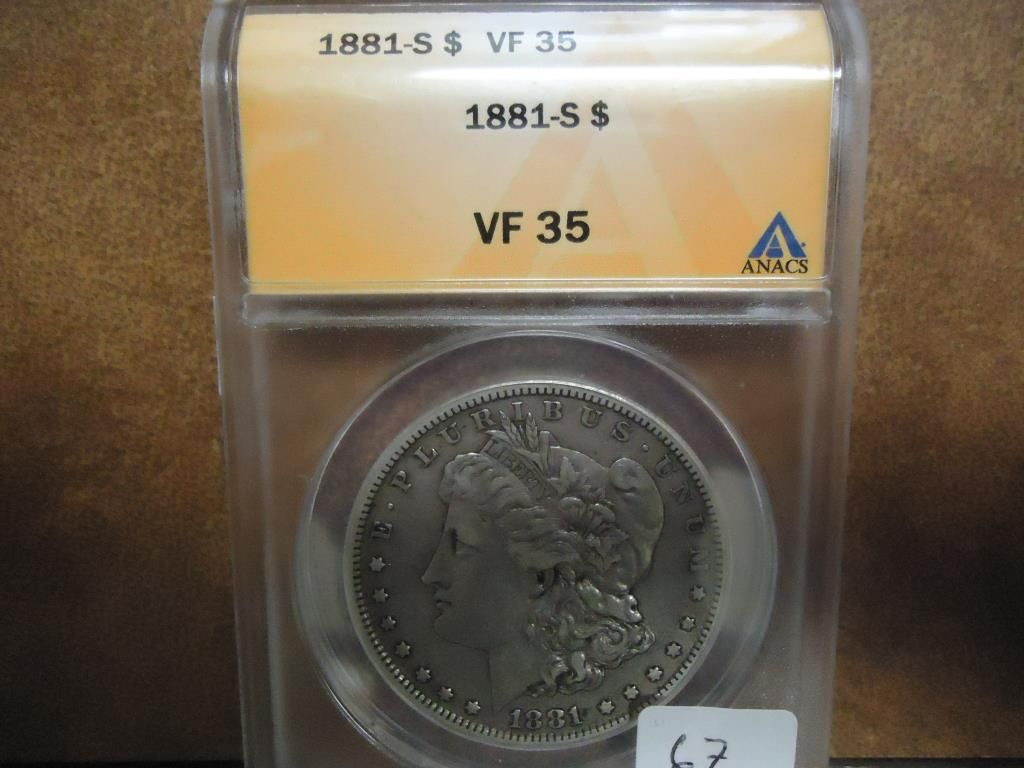 1881-S $ VF 35
1881-S $
VF 35
ANACS
E · PLURIBUS · UNUM
LIBERTY
1881
67